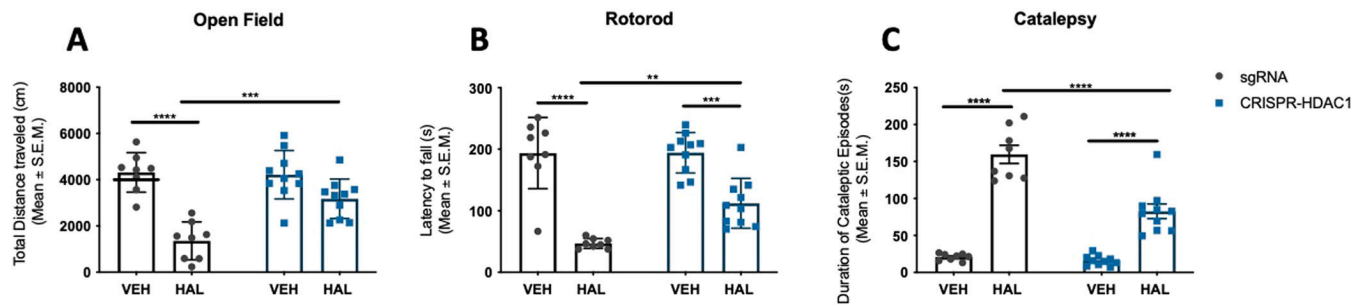 Open Field
A
Total Distance traveled (cm)
(Mean ± S.E.M.)
8000
6000
4000
2000
0
****
***
VEH
HAL
VEH
HAL
Rotorod
B
Latency to fall (s)
(Mean ± S.E.M.)
300
200
100
0
****
**
***
VEH
HAL
VEH
HAL
Catalepsy
C
Duration of Cataleptic Episodes(s)
(Mean ± S.E.M.)
250
200
150
100
50
0
****
****
****
VEH
HAL
VEH
HAL
sgRNA
CRISPR-HDAC1